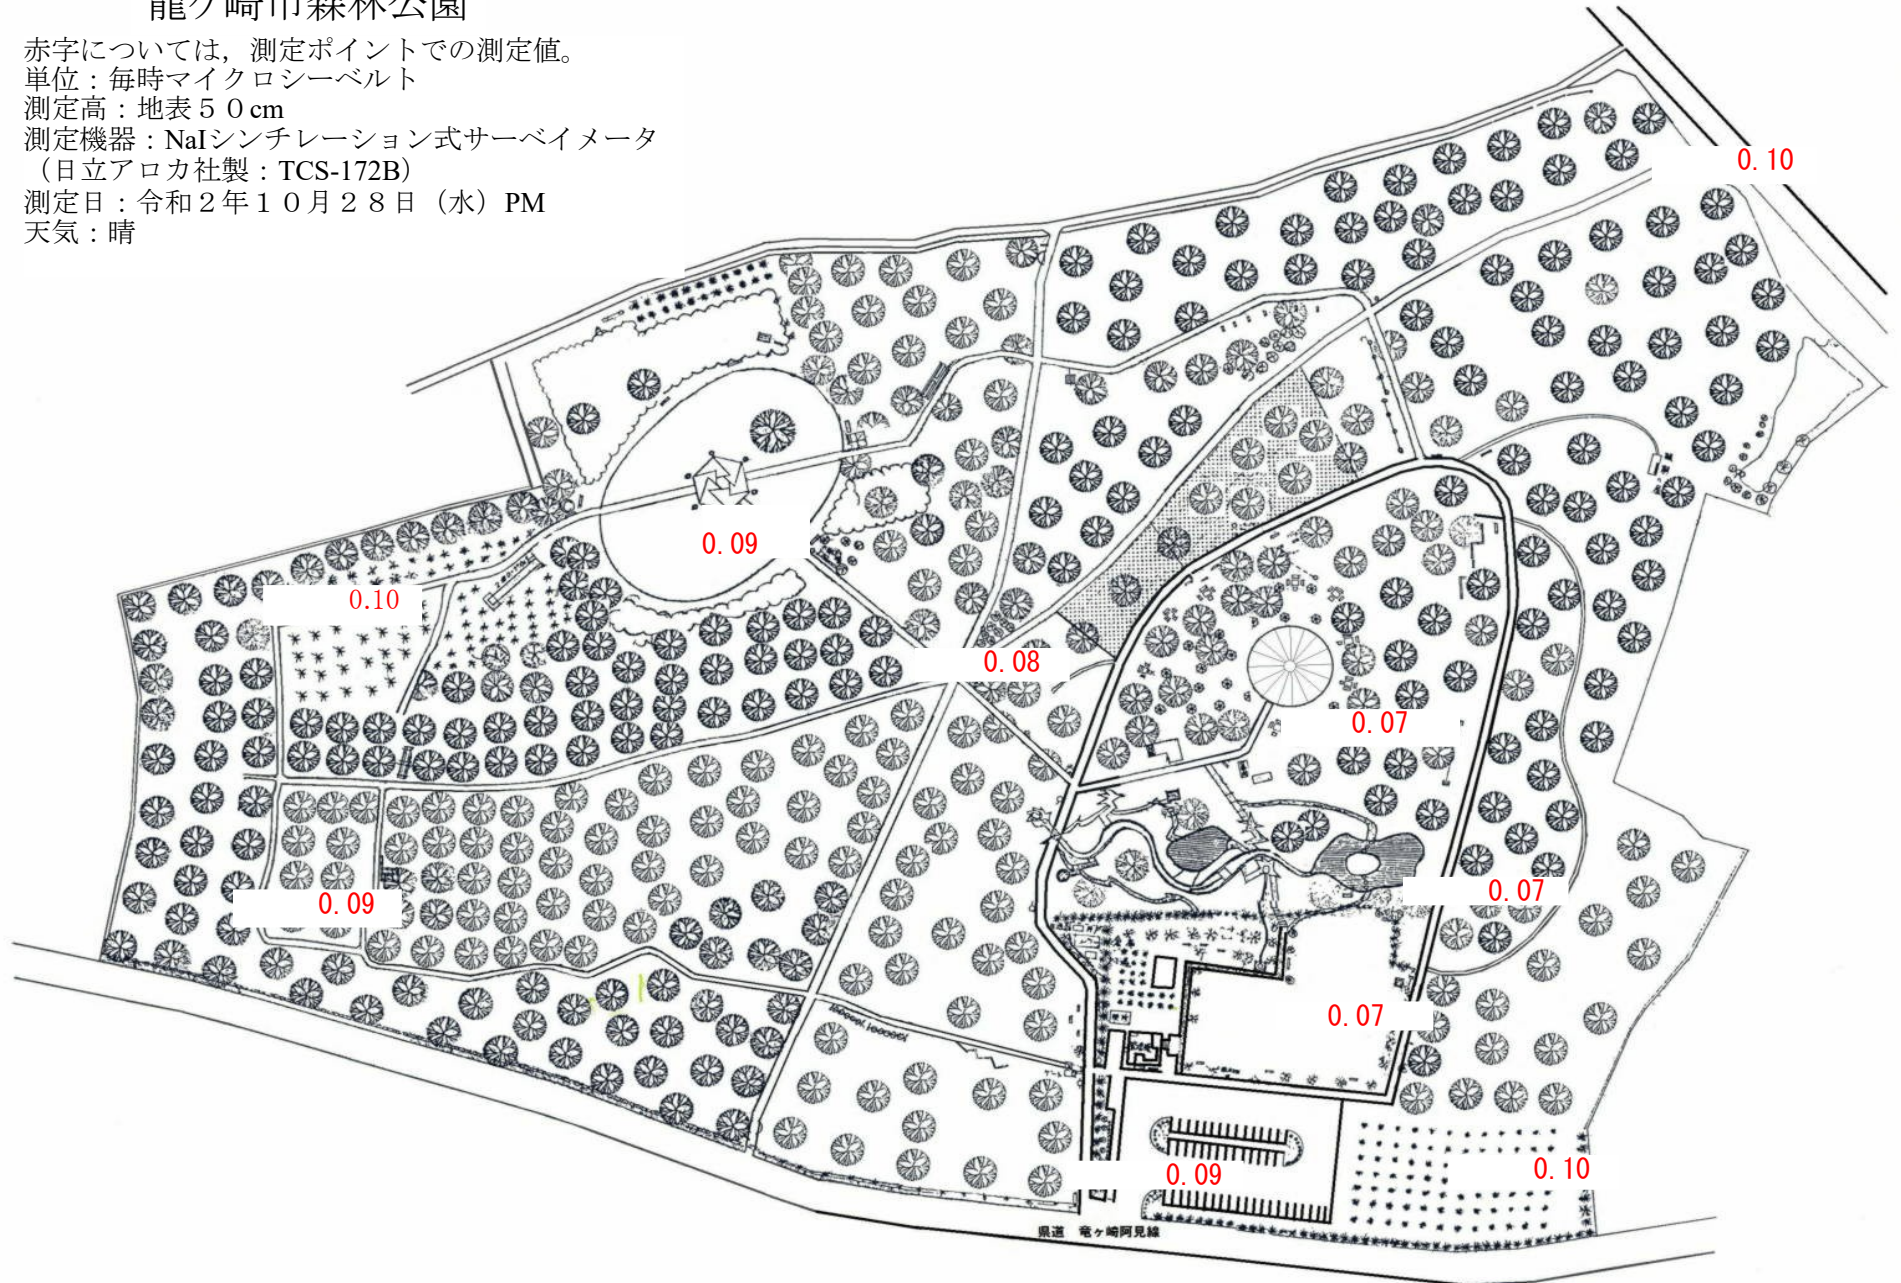 龍ケ崎市森林公園
赤字については，測定ポイントでの測定値。
単位：毎時マイクロシーベルト
測定高：地表５０cm
測定機器：NaIシンチレーション式サーベイメータ
（日立アロカ社製：TCS-172B）
測定日：令和２年１０月２８日（水）PM
天気：晴
0.10
0.09
0.10
0.08
0.07
0.07
0.09
0.07
0.09
0.10
県道　竜ヶ崎阿見線